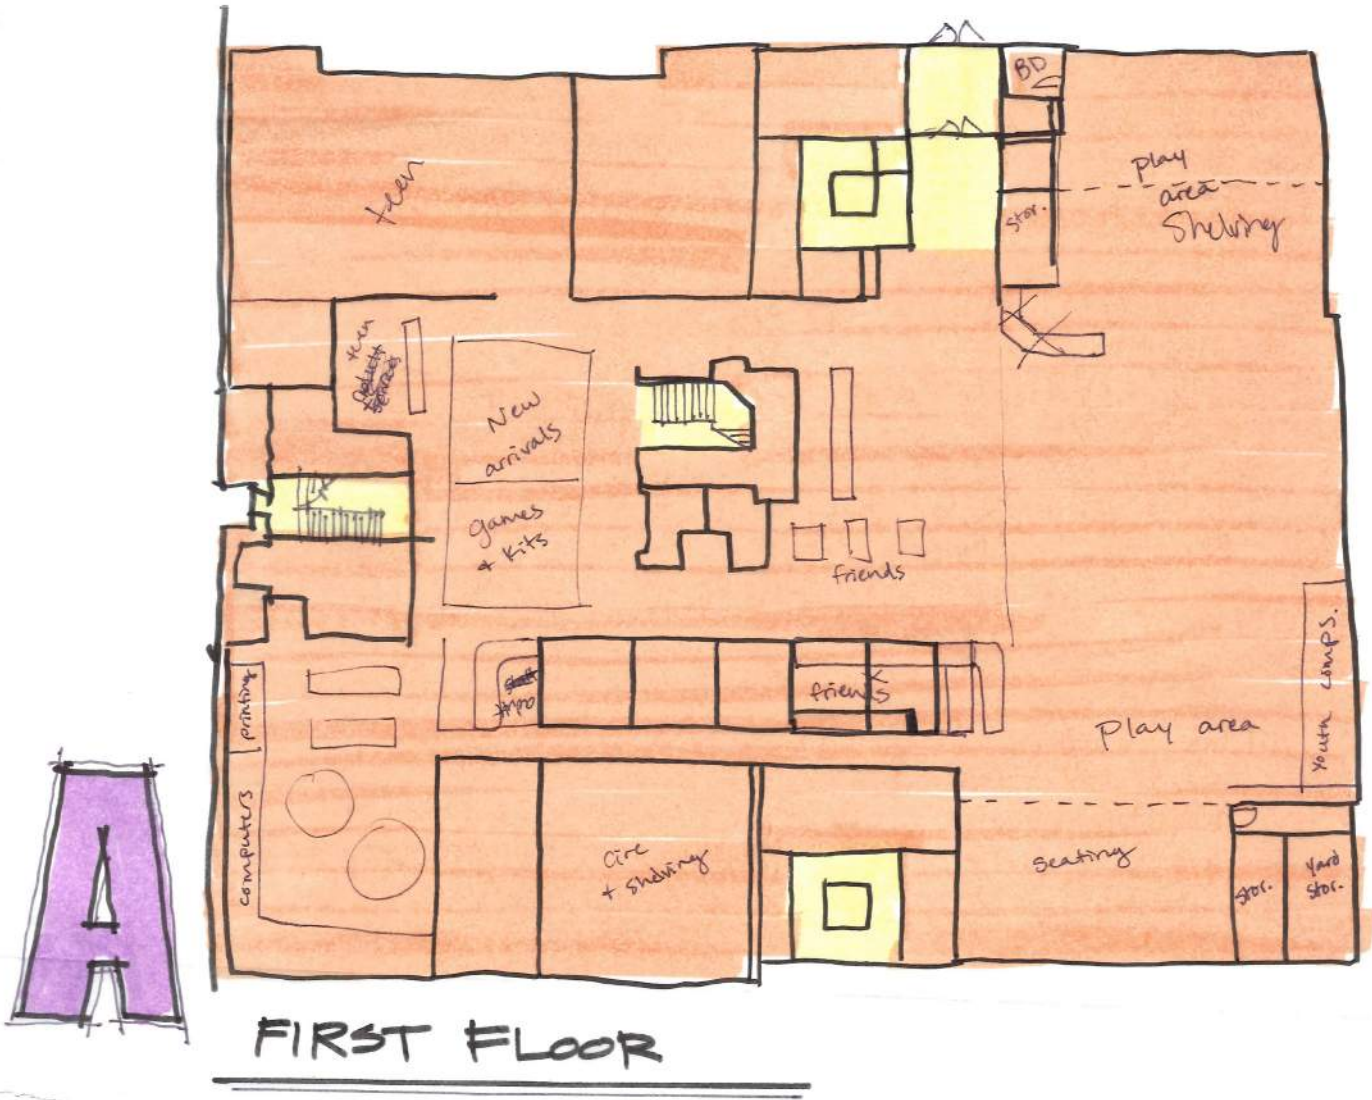 BD
play
area
Shelving
stor.
teen
teen
New
arrivals
games
+ kits
friends
friends
info
printing
computers
circ
+ shelving
play area
Youth comps.
seating
stor.
Yard
stor.
A
FIRST FLOOR